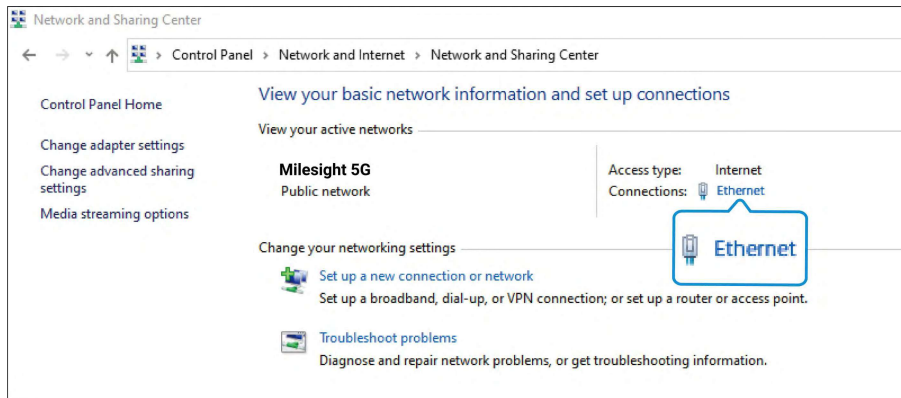 Network and Sharing Center
Control Panel > Network and Internet > Network and Sharing Center
Control Panel Home
Change adapter settings
Change advanced sharing
settings
Media streaming options
View your basic network information and set up connections
View your active networks
Milesight 5G
Public network
Access type: Internet
Connections: Ethernet
Ethernet
Change your networking settings
Set up a new connection or network
Set up a broadband, dial-up, or VPN connection; or set up a router or access point.
Troubleshoot problems
Diagnose and repair network problems, or get troubleshooting information.